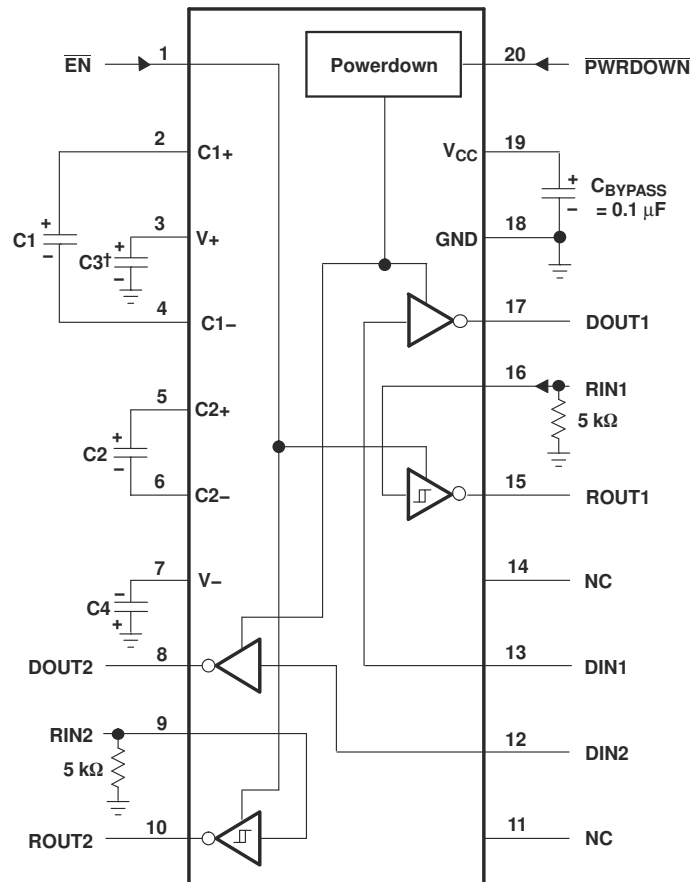 E̅N̅
1
Powerdown
20
P̅W̅R̅D̅O̅W̅N̅
2
C1+
VCC
19
+
−
CBYPASS
= 0.1 μF
3
V+
GND
18
C1
+
−
C3†
+
−
4
C1−
17
DOUT1
16
RIN1
5 kΩ
5
C2+
C2
+
−
6
C2−
15
ROUT1
7
V−
14
NC
C4
−
+
DOUT2
8
13
DIN1
RIN2
9
12
DIN2
5 kΩ
ROUT2
10
11
NC